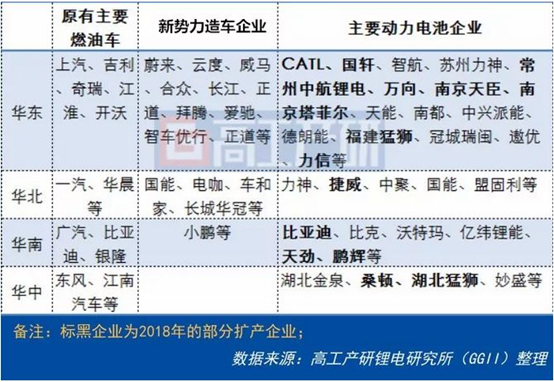 原有主要
燃油车
新势力造车企业
主要动力电池企业
华东
上汽、吉利
、奇瑞、江
淮、开沃
蔚来、云度、威马
、合众、长江、正
道、拜腾、爱驰、
智车优行、正道等
CATL、国轩、智航、苏州力神、常
州中航锂电、万向、南京天臣、南
京塔菲尔、天能、南都、中兴派能、
德朗能、福建猛狮、冠城瑞闽、遨优、
力信等
华北
一汽、华晨
等
国能、电咖、车和
家、长城华冠等
力神、捷威、中聚、国能、盟固利等
华南
广汽、比亚
迪、银隆
小鹏等
比亚迪、比克、沃特玛、亿纬锂能、
天劲、鹏辉等
华中
东风、江南
汽车等
湖北金泉、桑顿、湖北猛狮、妙盛等
高工产研
备注：标黑企业为2018年的部分扩产企业；
数据来源：高工产研锂电研究所（GGII）整理